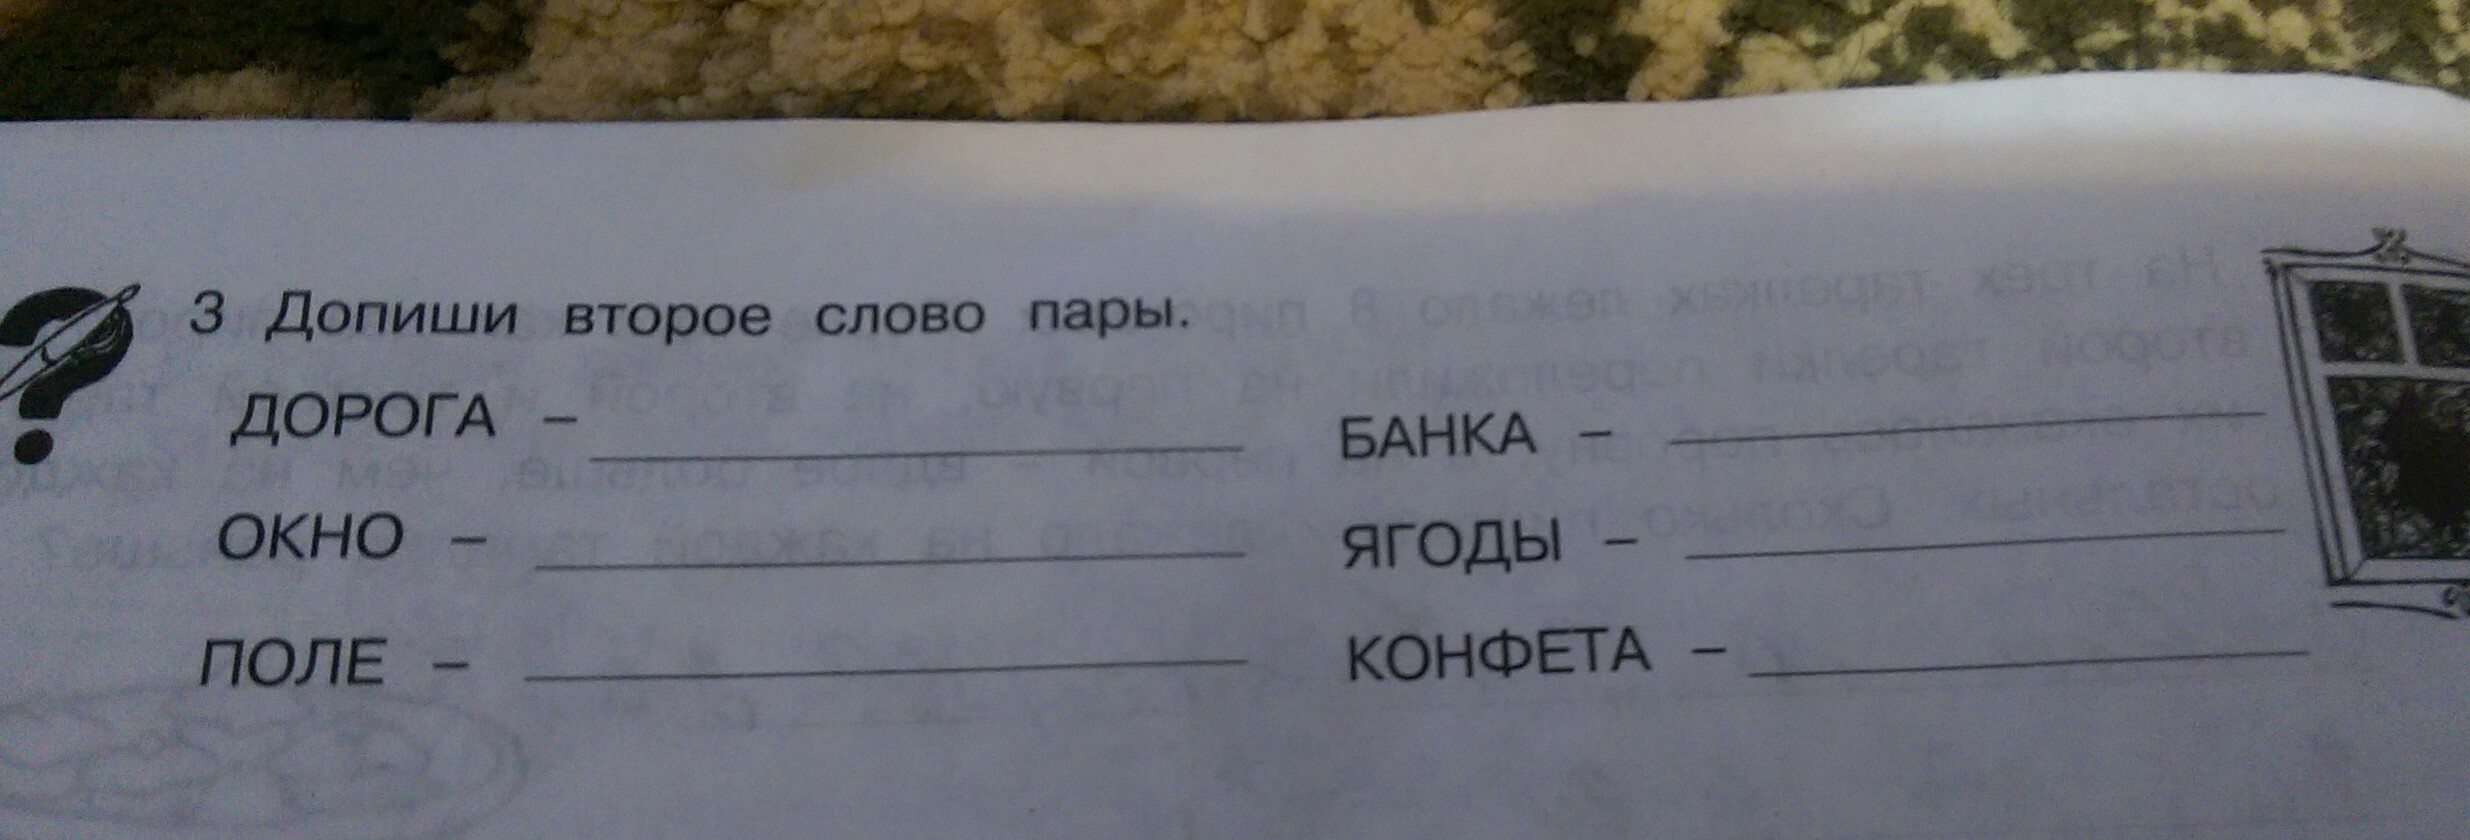 3 Допиши второе слово пары.
ДОРОГА –
ОКНО –
ПОЛЕ –
БАНКА –
ЯГОДЫ –
КОНФЕТА –